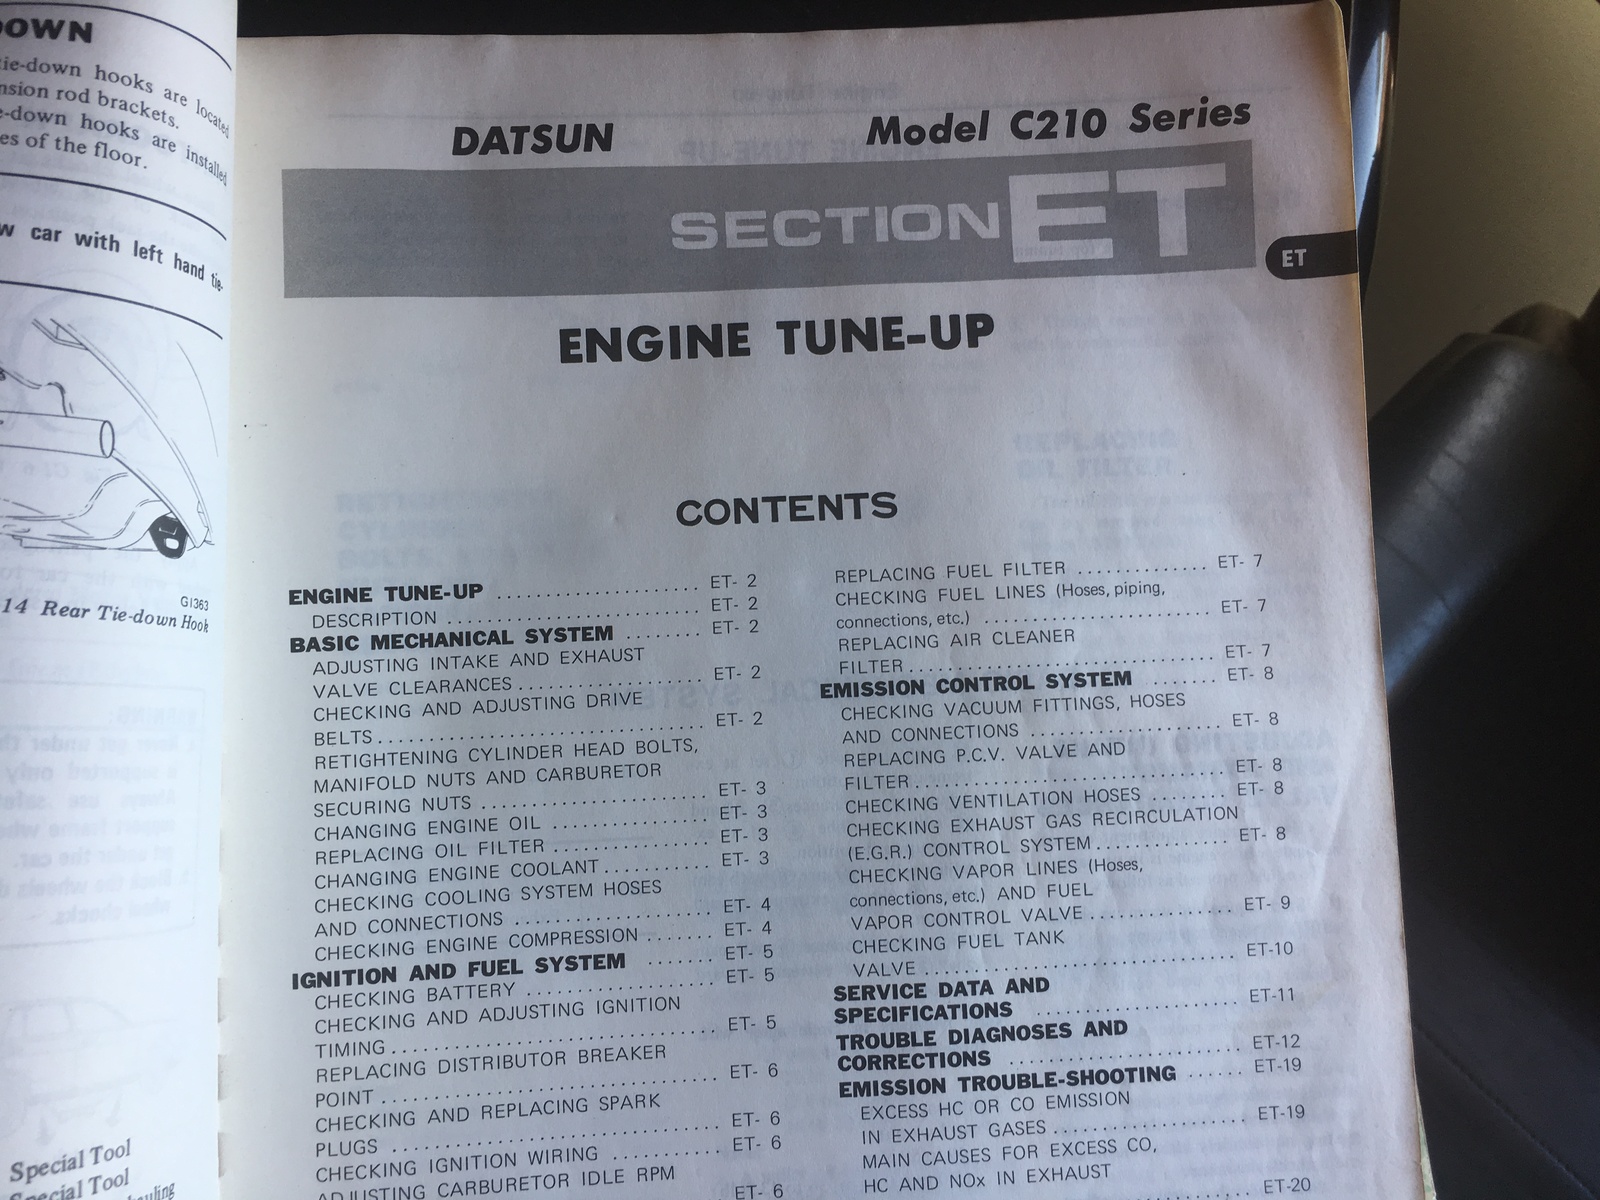 OWN
ie-down hooks are located
nsion rod brackets.
e-down hooks are installed
es of the floor.
w car with left hand tie-
G1363
14 Rear Tie-down Hook
Special Tool
Special Tool
DATSUN Model C210 Series
SECTION ET
ET
ENGINE TUNE-UP
CONTENTS
ENGINE TUNE-UP .................... ET- 2
DESCRIPTION ........................ ET- 2
BASIC MECHANICAL SYSTEM ........ ET- 2
ADJUSTING INTAKE AND EXHAUST
VALVE CLEARANCES ................. ET- 2
CHECKING AND ADJUSTING DRIVE
BELTS .............................. ET- 2
RETIGHTENING CYLINDER HEAD BOLTS,
MANIFOLD NUTS AND CARBURETOR
SECURING NUTS ..................... ET- 3
CHANGING ENGINE OIL .............. ET- 3
REPLACING OIL FILTER .............. ET- 3
CHANGING ENGINE COOLANT .......... ET- 3
CHECKING COOLING SYSTEM HOSES
AND CONNECTIONS ................... ET- 4
CHECKING ENGINE COMPRESSION ....... ET- 4
IGNITION AND FUEL SYSTEM ....... ET- 5
CHECKING BATTERY .................. ET- 5
CHECKING AND ADJUSTING IGNITION
TIMING ............................. ET- 5
REPLACING DISTRIBUTOR BREAKER
POINT .............................. ET- 6
CHECKING AND REPLACING SPARK
PLUGS .............................. ET- 6
CHECKING IGNITION WIRING .......... ET- 6
ADJUSTING CARBURETOR IDLE RPM
ET- 6
REPLACING FUEL FILTER ............. ET- 7
CHECKING FUEL LINES (Hoses, piping,
connections, etc.) ..................... ET- 7
REPLACING AIR CLEANER
FILTER .............................. ET- 7
EMISSION CONTROL SYSTEM ....... ET- 8
CHECKING VACUUM FITTINGS, HOSES
AND CONNECTIONS .................. ET- 8
REPLACING P.C.V. VALVE AND
FILTER .............................. ET- 8
CHECKING VENTILATION HOSES ........ ET- 8
CHECKING EXHAUST GAS RECIRCULATION
(E.G.R.) CONTROL SYSTEM ............ ET- 8
CHECKING VAPOR LINES (Hoses,
connections, etc.) AND FUEL
VAPOR CONTROL VALVE .............. ET- 9
CHECKING FUEL TANK
VALVE .............................. ET-10
SERVICE DATA AND
SPECIFICATIONS .................... ET-11
TROUBLE DIAGNOSES AND
CORRECTIONS ...................... ET-12
EMISSION TROUBLE-SHOOTING ...... ET-19
EXCESS HC OR CO EMISSION
IN EXHAUST GASES .................. ET-19
MAIN CAUSES FOR EXCESS CO,
HC AND NOx IN EXHAUST
ET-20